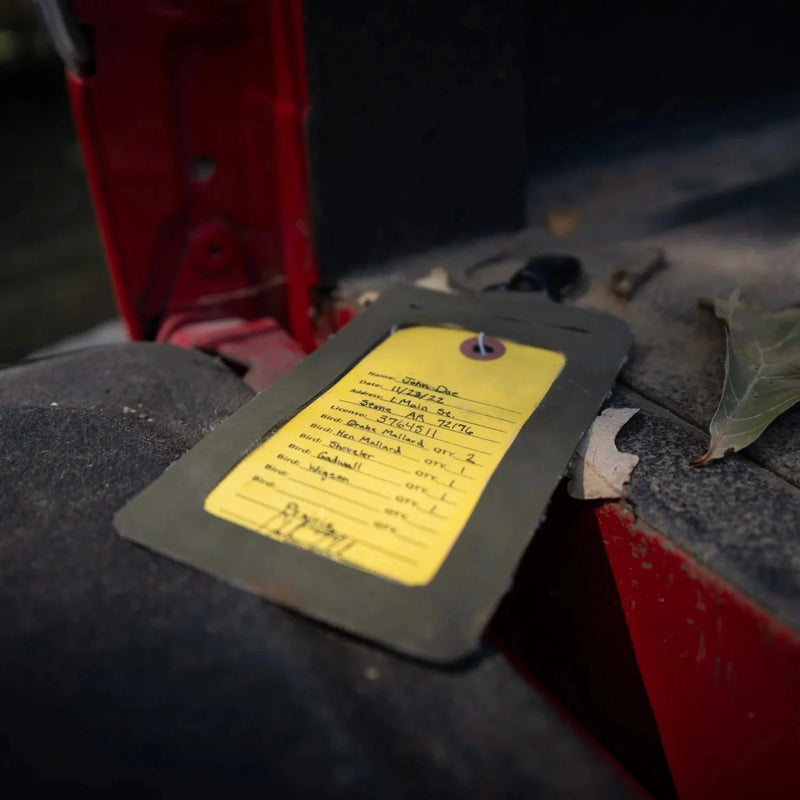 Name: John Doe
Date: 11/23/22
Address: 1 Main St.
Stone AR 72176
License: 5764511
Bird: Drake Mallard QTY. 2
Bird: Hen Mallard QTY. 1
Bird: Shoveler QTY. 1
Bird: Gadwall QTY. 1
Bird: Wigeon QTY. 1
Bird: QTY.